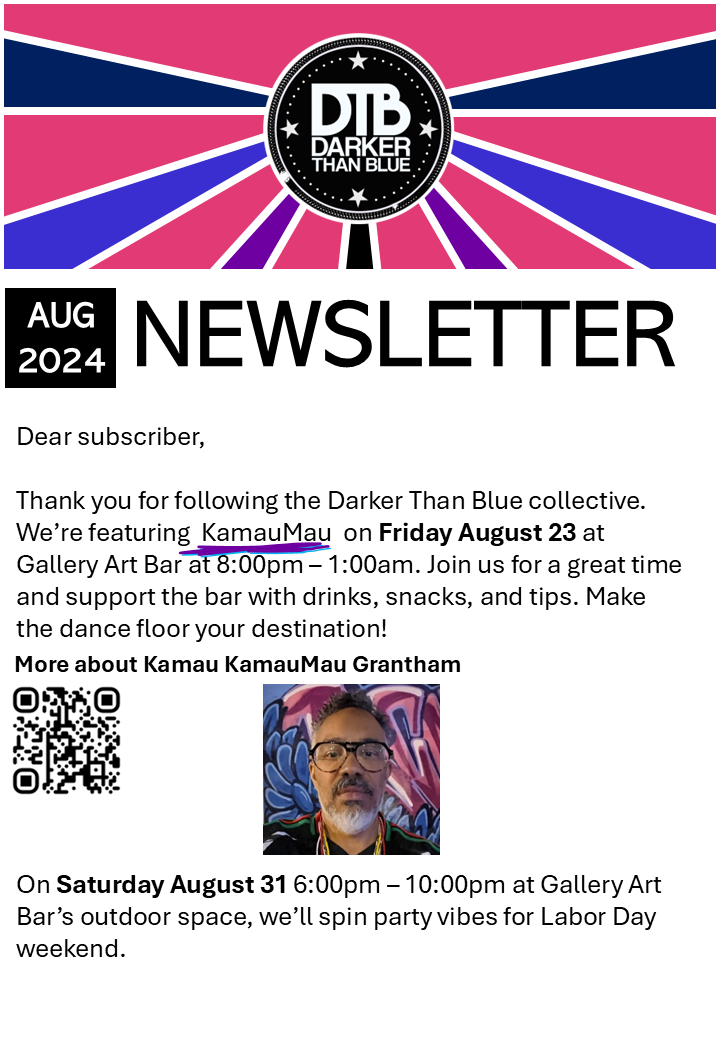 DTB
DARKER
THAN BLUE
AUG
2024
NEWSLETTER
Dear subscriber,
Thank you for following the Darker Than Blue collective.
We’re featuring KamauMau on Friday August 23 at
Gallery Art Bar at 8:00pm – 1:00am. Join us for a great time
and support the bar with drinks, snacks, and tips. Make
the dance floor your destination!
More about Kamau KamauMau Grantham
On Saturday August 31 6:00pm – 10:00pm at Gallery Art
Bar’s outdoor space, we’ll spin party vibes for Labor Day
weekend.